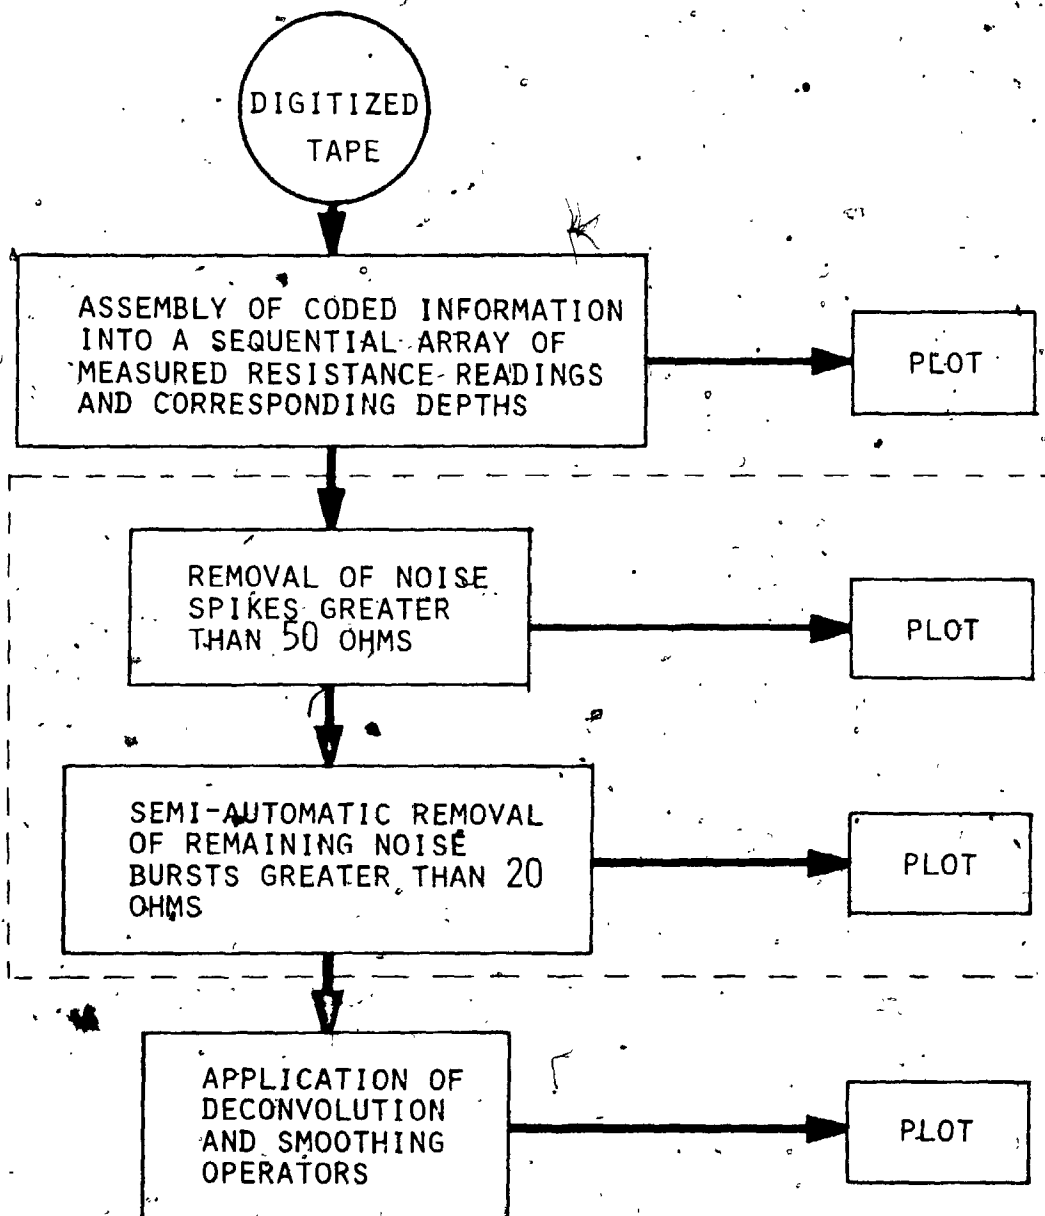 DIGITIZED
TAPE
ASSEMBLY OF CODED INFORMATION
INTO A SEQUENTIAL ARRAY OF
MEASURED RESISTANCE READINGS
AND CORRESPONDING DEPTHS
PLOT
REMOVAL OF NOISE
SPIKES GREATER
THAN 50 OHMS
PLOT
SEMI-AUTOMATIC REMOVAL
OF REMAINING NOISE
BURSTS GREATER THAN 20
OHMS
PLOT
APPLICATION OF
DECONVOLUTION
AND SMOOTHING
OPERATORS
PLOT